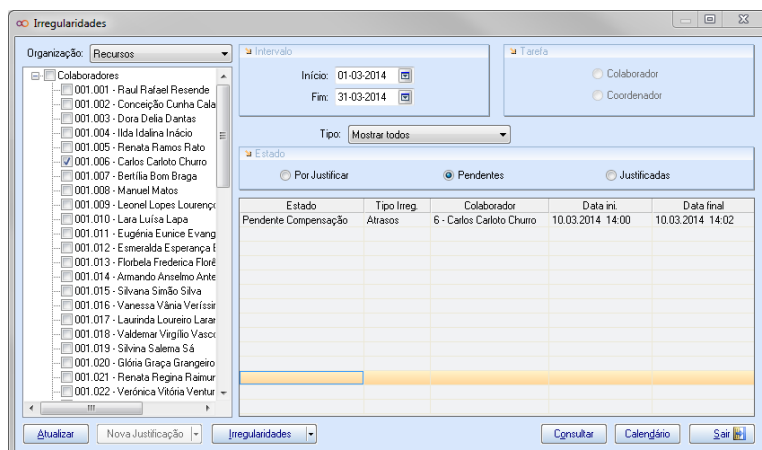 Irregularidades
Organização: Recursos
Colaboradores
001.001 - Raul Rafael Resende
001.002 - Conceição Cunha Cala
001.003 - Dora Delia Dantas
001.004 - Ilda Idalina Inácio
001.005 - Renata Ramos Rato
001.006 - Carlos Carloto Churro
001.007 - Bertília Bom Braga
001.008 - Manuel Matos
001.009 - Leonel Lopes Lourenço
001.010 - Lara Luísa Lapa
001.011 - Eugénia Eunice Evang
001.012 - Esmeralda Esperança E
001.013 - Florbela Frederica Floré
001.014 - Armando Anselmo Ante
001.015 - Silvana Simão Silva
001.016 - Vanessa Vânia Veríssir
001.017 - Laurinda Loureiro Larar
001.018 - Valdemar Virgílio Vasco
001.019 - Silvina Salema Sá
001.020 - Glória Graça Grangeiro
001.021 - Renata Regina Raimur
001.022 - Verónica Vitória Ventur
Intervalo
Início: 01-03-2014
Fim: 31-03-2014
Tarefa
Colaborador
Coordenador
Tipo: Mostrar todos
Estado
Por Justificar Pendentes Justificadas
Estado Tipo Irreg. Colaborador Data ini. Data final
Pendente Compensação Atrasos 6 - Carlos Carloto Churro 10.03.2014 14:00 10.03.2014 14:02
Atualizar Nova Justificação Irregularidades Consultar Calendário Sair